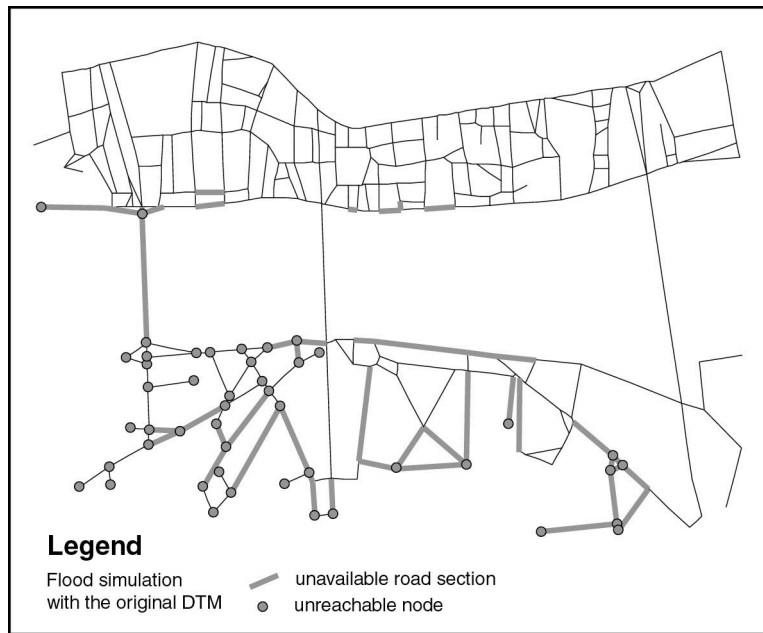 Legend
Flood simulation
with the original DTM
unavailable road section
unreachable node